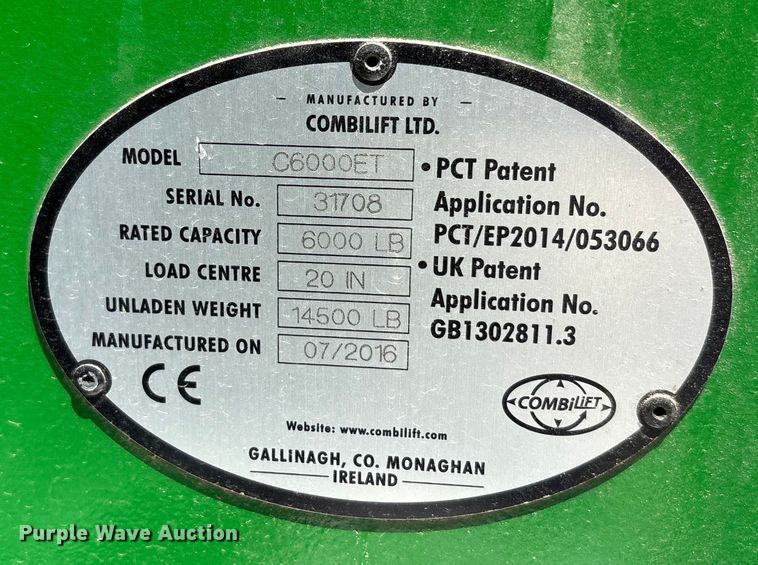 MANUFACTURED BY
COMBILIFT LTD.
MODEL C6000ET
SERIAL No. 31708
RATED CAPACITY 6000 LB
LOAD CENTRE 20 IN
UNLADEN WEIGHT 14500 LB
MANUFACTURED ON 07/2016
• PCT Patent
Application No.
PCT/EP2014/053066
• UK Patent
Application No.
GB1302811.3
CE
COMBiLiFT
Website: www.combilift.com
GALLINAGH, CO. MONAGHAN
IRELAND
Purple Wave Auction